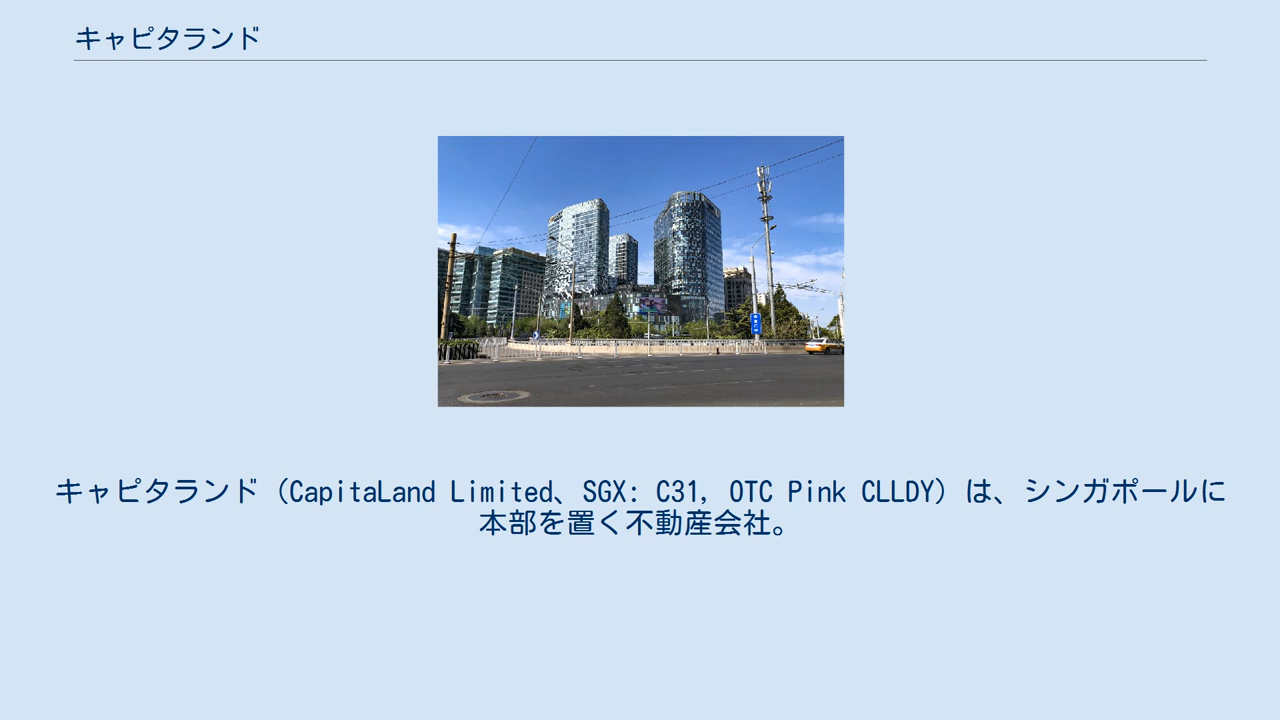 キャピタランド
キャピタランド（CapitaLand Limited、SGX: C31, OTC Pink CLLDY）は、シンガポールに
本部を置く不動産会社。